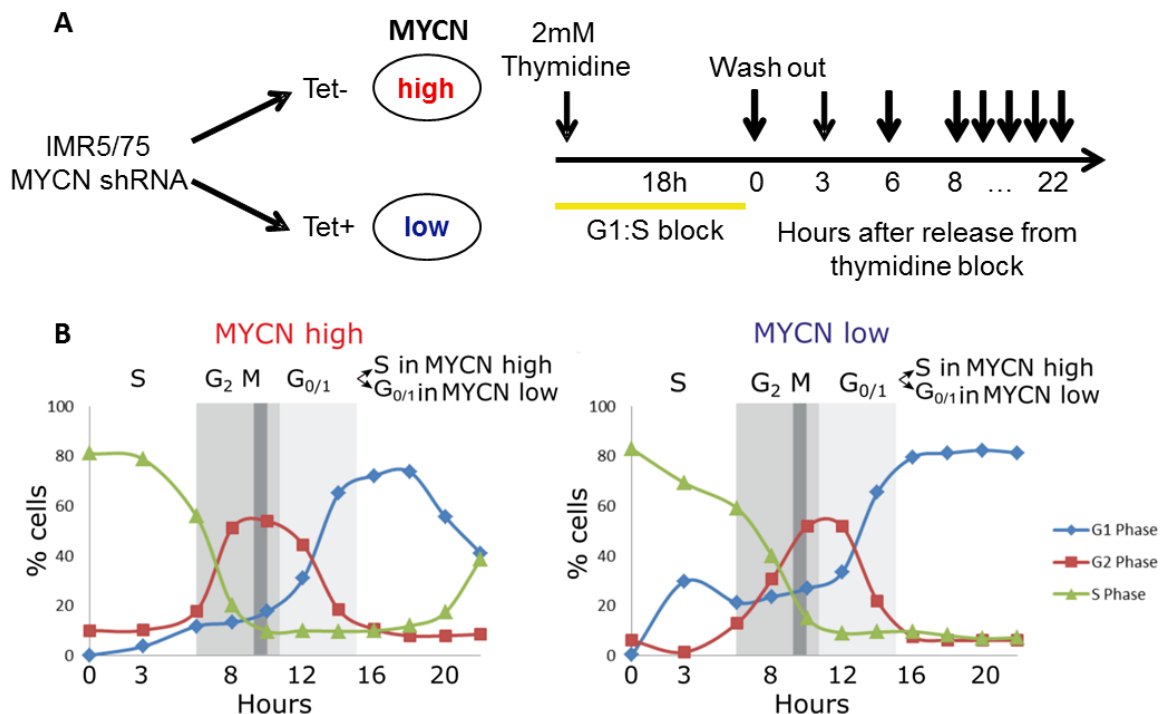 A
MYCN
IMR5/75
MYCN shRNA
Tet-
high
Tet+
low
2mM
Thymidine
Wash out
18h
0
3
6
8
...
22
G1:S block
Hours after release from
thymidine block
B
MYCN high
S
G2 M
G0/1
S in MYCN high
G0/1 in MYCN low
% cells
100
80
60
40
20
0
0
3
8
12
16
20
Hours
MYCN low
S
G2 M
G0/1
S in MYCN high
G0/1 in MYCN low
% cells
100
80
60
40
20
0
0
3
8
12
16
20
Hours
G1 Phase
G2 Phase
S Phase